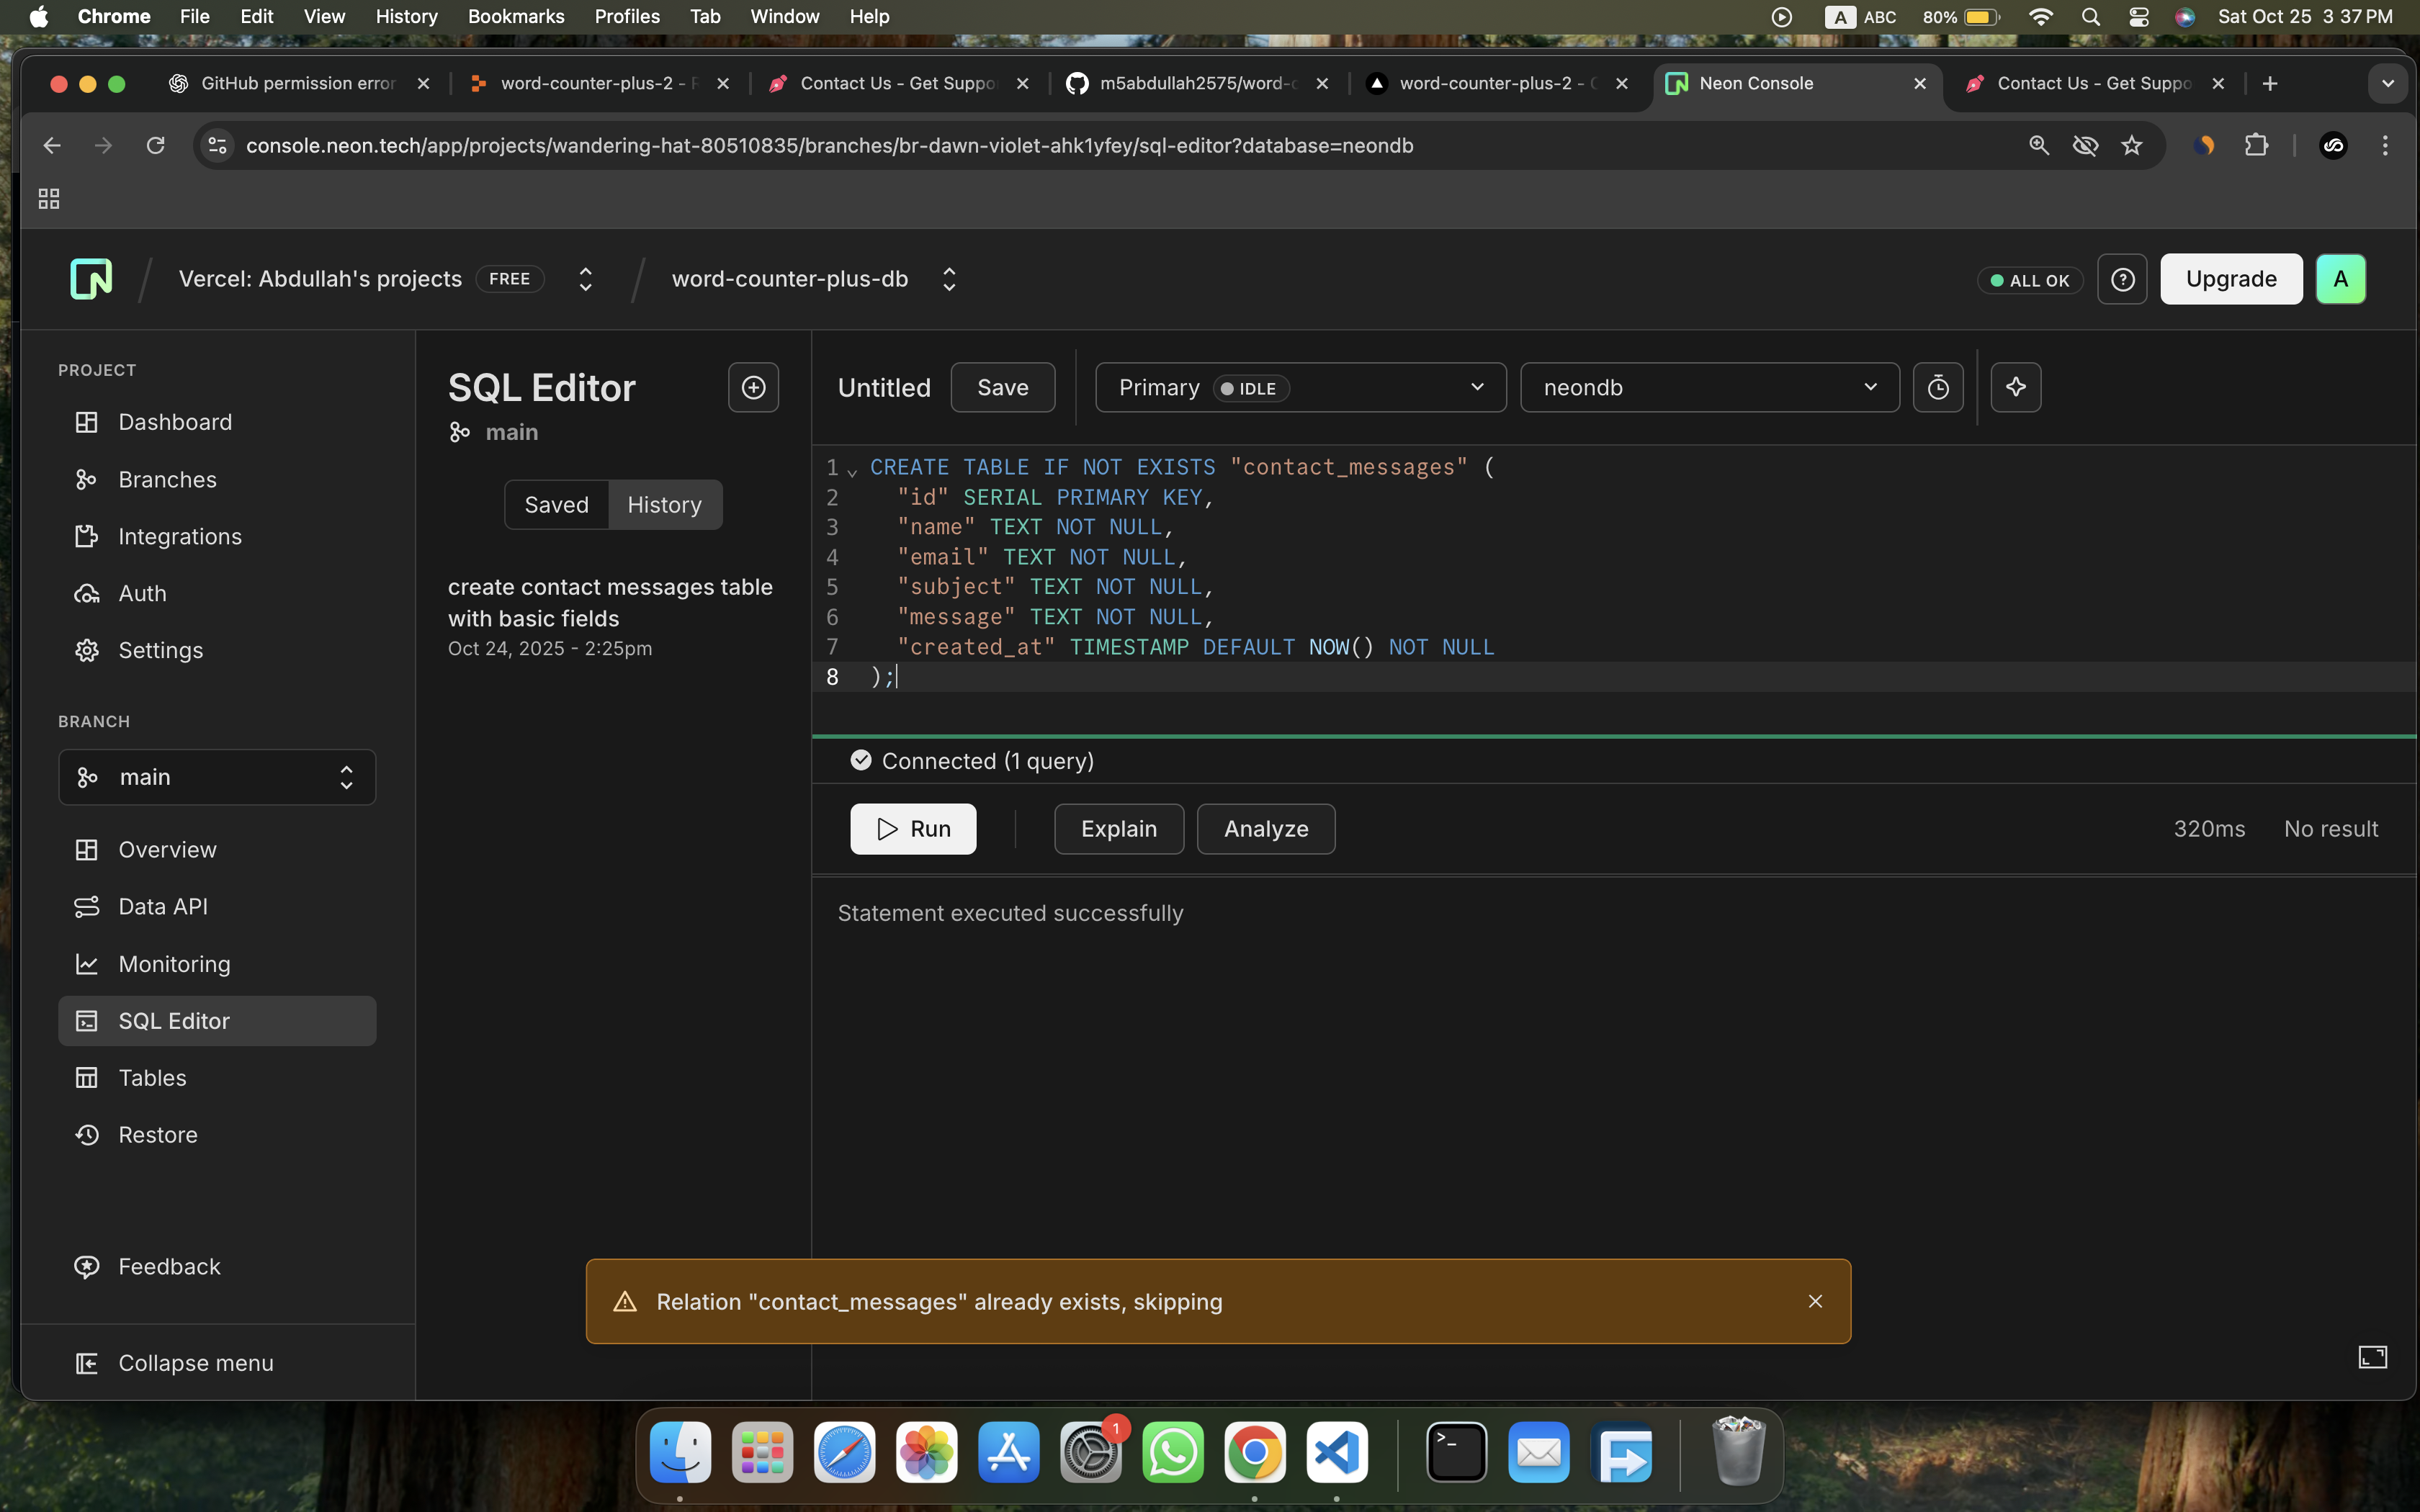 Chrome File Edit View History Bookmarks Profiles Tab Window Help
A ABC 80% Sat Oct 25 3 37 PM
GitHub permission error
word-counter-plus-2 -
Contact Us - Get Suppo
m5abdullah2575/word-c
word-counter-plus-2 -
Neon Console
Contact Us - Get Suppo
console.neon.tech/app/projects/wandering-hat-80510835/branches/br-dawn-violet-ahk1yfey/sql-editor?database=neondb
Vercel: Abdullah's projects FREE
word-counter-plus-db
ALL OK
?
Upgrade
A
PROJECT
Dashboard
Branches
Integrations
Auth
Settings
BRANCH
main
Overview
Data API
Monitoring
SQL Editor
Tables
Restore
Feedback
Collapse menu
SQL Editor
main
Saved History
create contact messages table
with basic fields
Oct 24, 2025 - 2:25pm
Untitled Save Primary IDLE neondb
1 CREATE TABLE IF NOT EXISTS "contact_messages" (
2 "id" SERIAL PRIMARY KEY,
3 "name" TEXT NOT NULL,
4 "email" TEXT NOT NULL,
5 "subject" TEXT NOT NULL,
6 "message" TEXT NOT NULL,
7 "created_at" TIMESTAMP DEFAULT NOW() NOT NULL
8 );
Connected (1 query)
Run Explain Analyze 320ms No result
Statement executed successfully
Relation "contact_messages" already exists, skipping
1